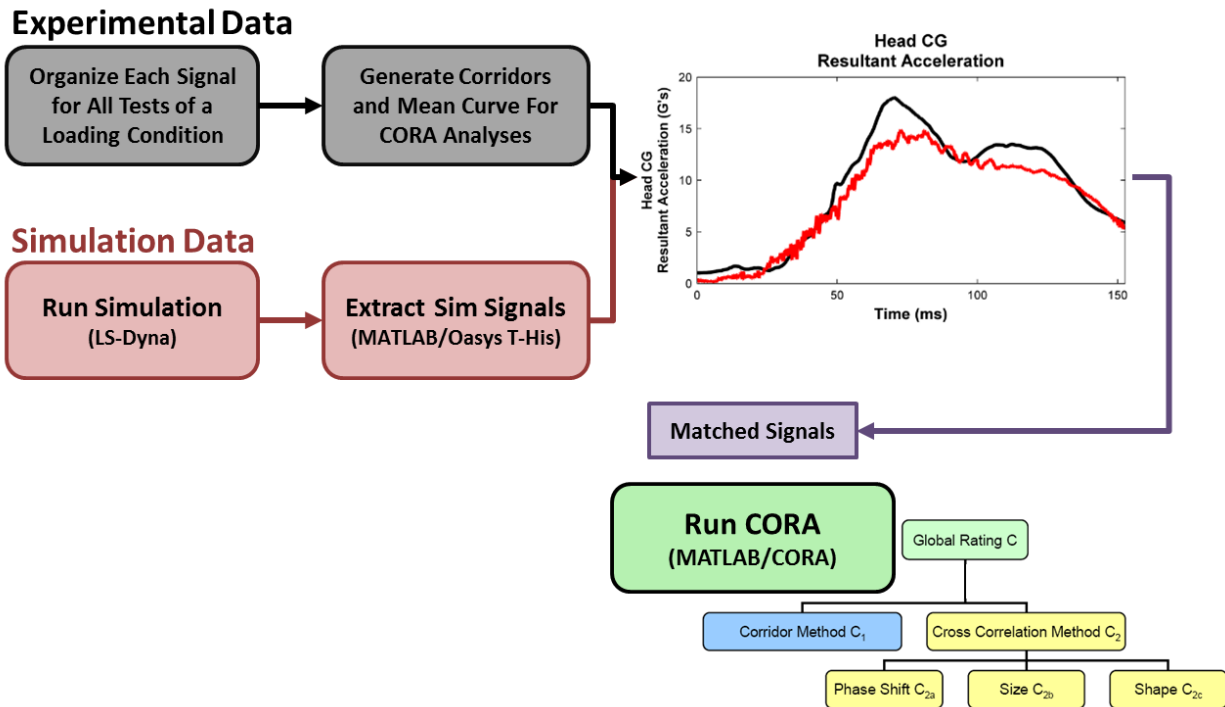 Experimental Data
Organize Each Signal
for All Tests of a
Loading Condition
Generate Corridors
and Mean Curve For
CORA Analyses
Simulation Data
Run Simulation
(LS-Dyna)
Extract Sim Signals
(MATLAB/Oasys T-His)
Head CG
Resultant Acceleration
Head CG
Resultant Acceleration (G's)
20
15
10
5
0
0
50
100
150
Time (ms)
Matched Signals
Run CORA
(MATLAB/CORA)
Global Rating C
Corridor Method C₁
Cross Correlation Method C₂
Phase Shift C₂ₐ
Size C₂b
Shape C₂c